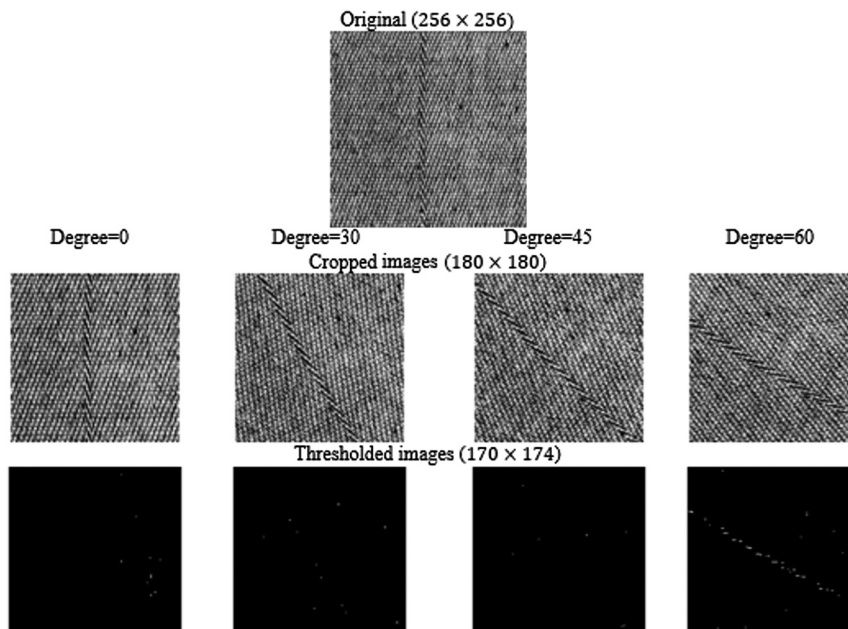 Original (256 × 256)
Degree=0 Degree=30 Degree=45 Degree=60
Cropped images (180 × 180)
Thresholded images (170 × 174)